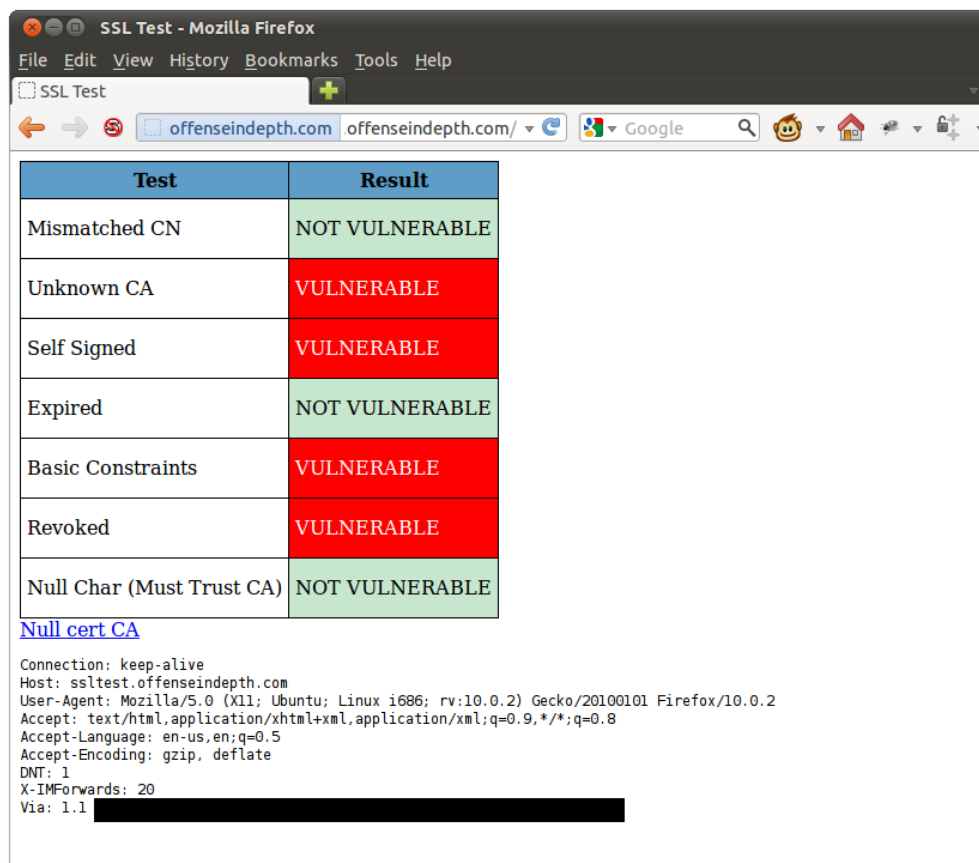 SSL Test - Mozilla Firefox
File Edit View History Bookmarks Tools Help
SSL Test
offenseindepth.com .offenseindepth.com/ Google
Test Result
Mismatched CN NOT VULNERABLE
Unknown CA VULNERABLE
Self Signed VULNERABLE
Expired NOT VULNERABLE
Basic Constraints VULNERABLE
Revoked VULNERABLE
Null Char (Must Trust CA) NOT VULNERABLE
Null cert CA
Connection: keep-alive
Host: ssltest.offenseindepth.com
User-Agent: Mozilla/5.0 (X11; Ubuntu; Linux i686; rv:10.0.2) Gecko/20100101 Firefox/10.0.2
Accept: text/html,application/xhtml+xml,application/xml;q=0.9,*/*;q=0.8
Accept-Language: en-us,en;q=0.5
Accept-Encoding: gzip, deflate
DNT: 1
X-IMForwards: 20
Via: 1.1